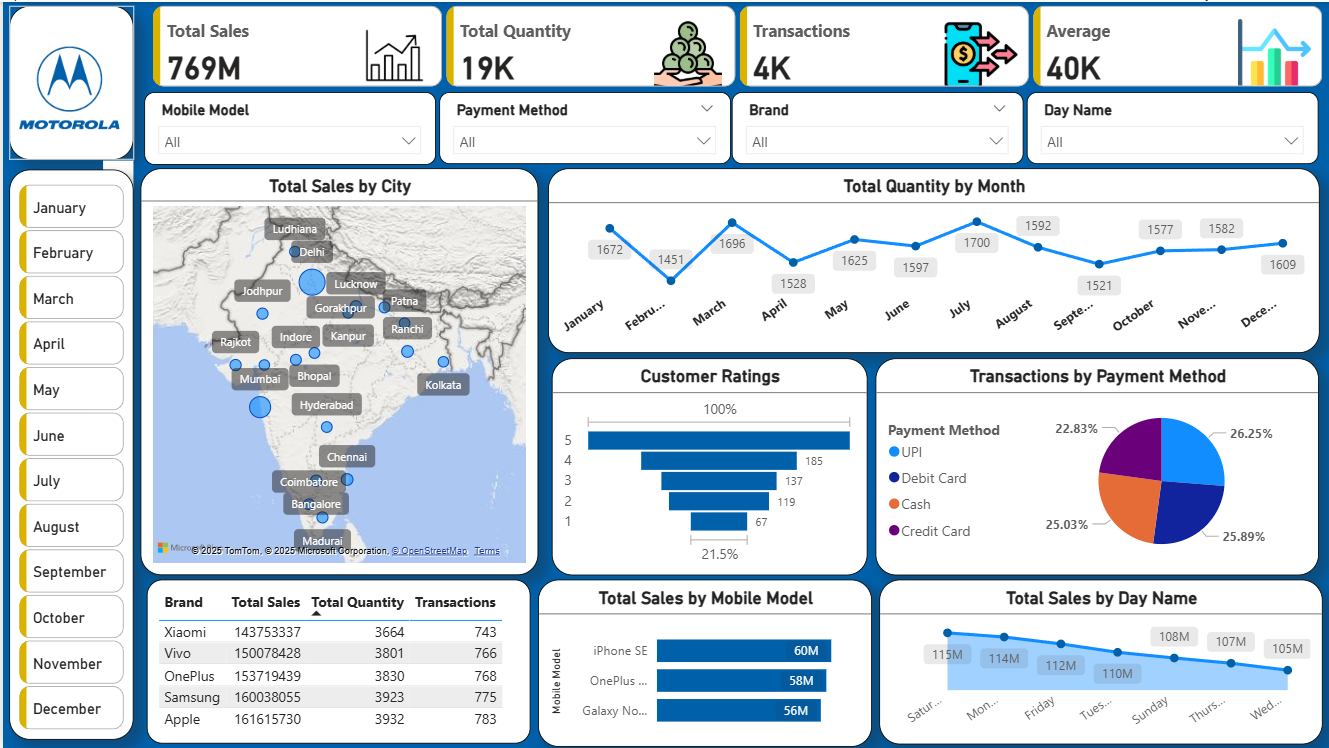 MOTOROLA
Total Sales
769M
Total Quantity
19K
Transactions
4K
Average
40K
Mobile Model
All
Payment Method
All
Brand
All
Day Name
All
January
February
March
April
May
June
July
August
September
October
November
December
Total Sales by City
Ludhiana
Delhi
Lucknow
Jodhpur
Gorakhpur
Patna
Ranchi
Rajkot
Indore
Kanpur
Mumbai
Bhopal
Kolkata
Hyderabad
Chennai
Coimbatore
Bangalore
Madurai
© 2025 TomTom, © 2025 Microsoft Corporation, © OpenStreetMap Terms
Total Quantity by Month
1672
1451
1696
1528
1625
1597
1700
1592
1521
1577
1582
1609
January
Febru...
March
April
May
June
July
August
Septe...
October
Nove...
Dece...
Customer Ratings
100%
5
4 185
3 137
2 119
1 67
21.5%
Transactions by Payment Method
Payment Method
UPI
Debit Card
Cash
Credit Card
22.83%
26.25%
25.03%
25.89%
Brand Total Sales Total Quantity Transactions
Xiaomi 143753337 3664 743
Vivo 150078428 3801 766
OnePlus 153719439 3830 768
Samsung 160038055 3923 775
Apple 161615730 3932 783
Total Sales by Mobile Model
Mobile Model
iPhone SE 60M
OnePlus ... 58M
Galaxy No... 56M
Total Sales by Day Name
115M
114M
112M
110M
108M
107M
105M
Satur...
Mon...
Friday
Tues...
Sunday
Thurs...
Wed...